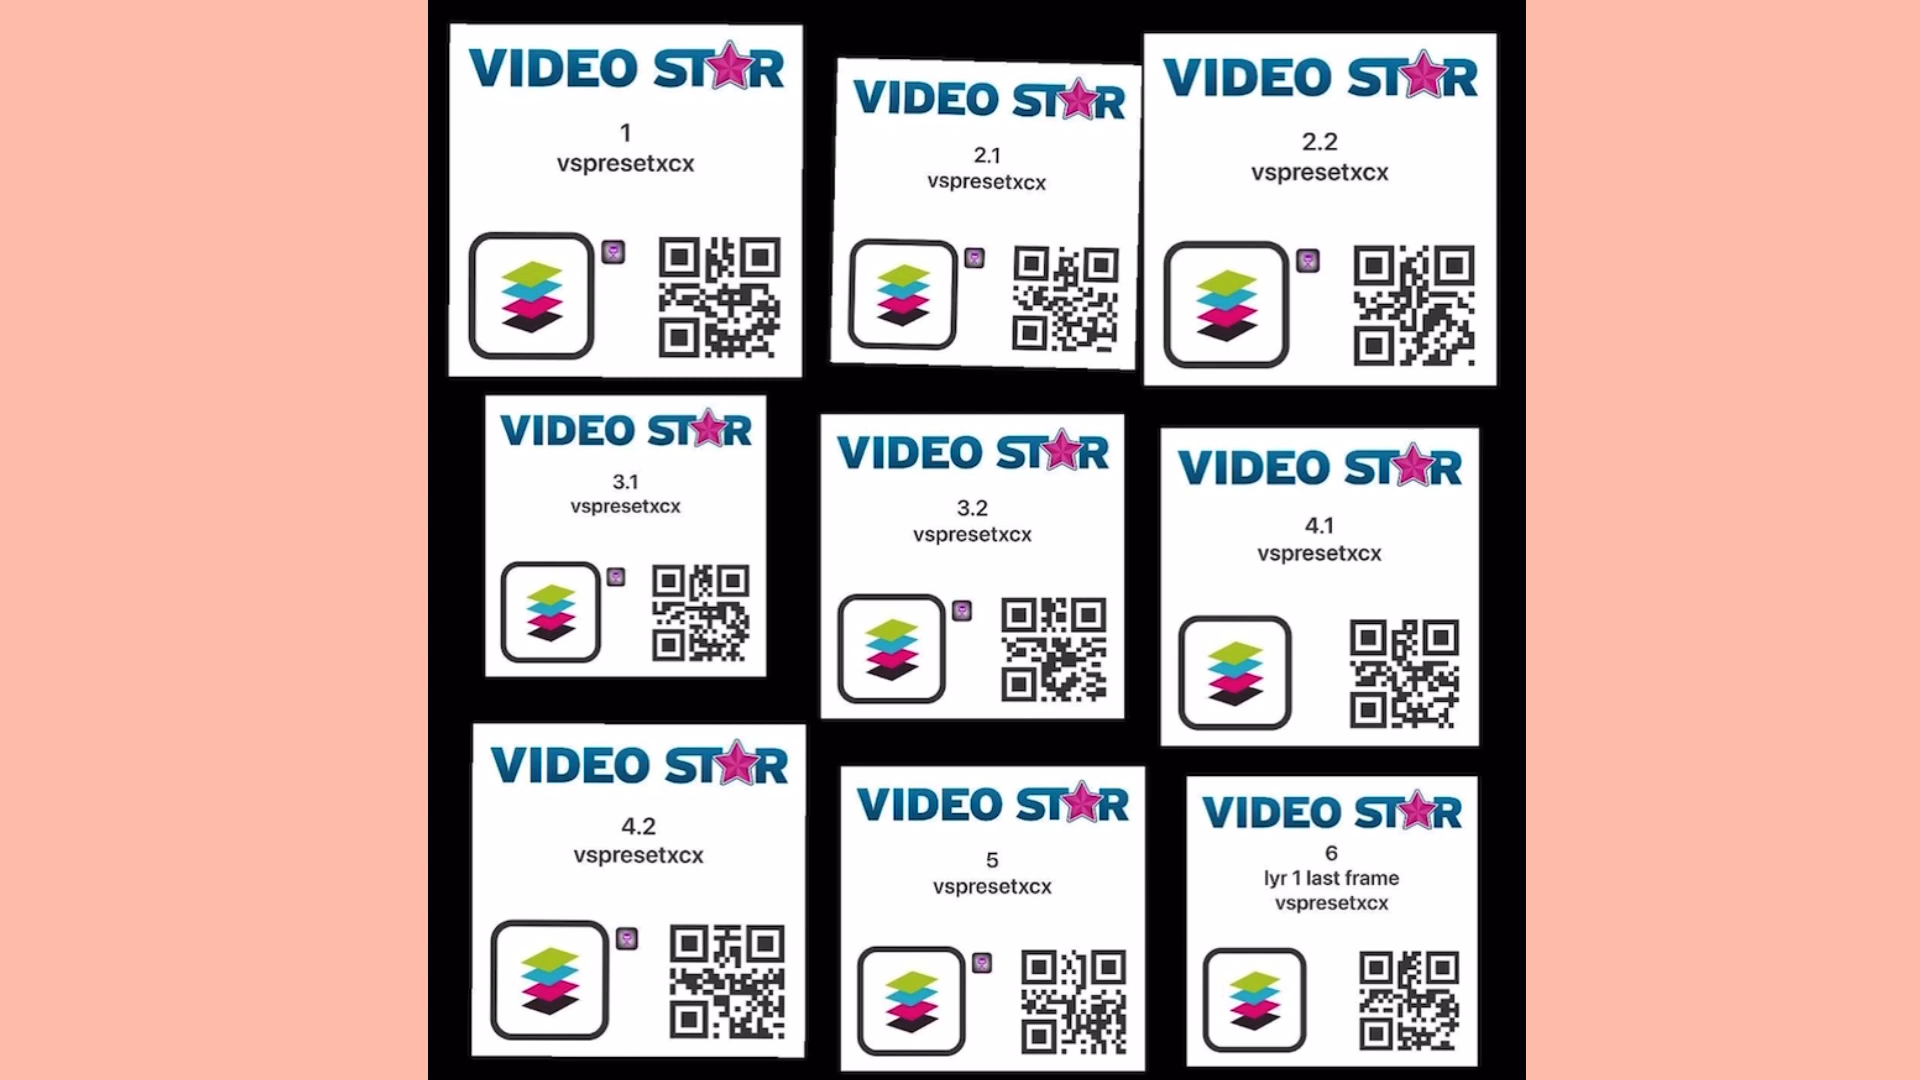 VIDEO STAR
1
vspresetxcx
VIDEO STAR
2.1
vspresetxcx
VIDEO STAR
2.2
vspresetxcx
VIDEO STAR
3.1
vspresetxcx
VIDEO STAR
3.2
vspresetxcx
VIDEO STAR
4.1
vspresetxcx
VIDEO STAR
4.2
vspresetxcx
VIDEO STAR
5
vspresetxcx
VIDEO STAR
6
lyr 1 last frame
vspresetxcx